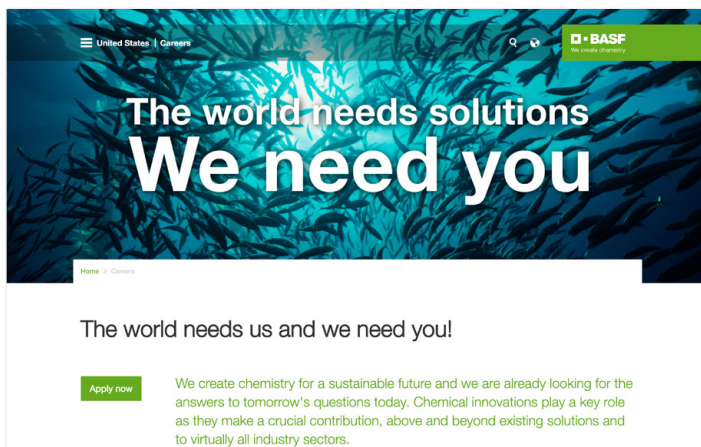 United States | Careers
BASF
We create chemistry
The world needs solutions
We need you
Home > Careers
The world needs us and we need you!
Apply now
We create chemistry for a sustainable future and we are already looking for the
answers to tomorrow's questions today. Chemical innovations play a key role
as they make a crucial contribution, above and beyond existing solutions and
to virtually all industry sectors.